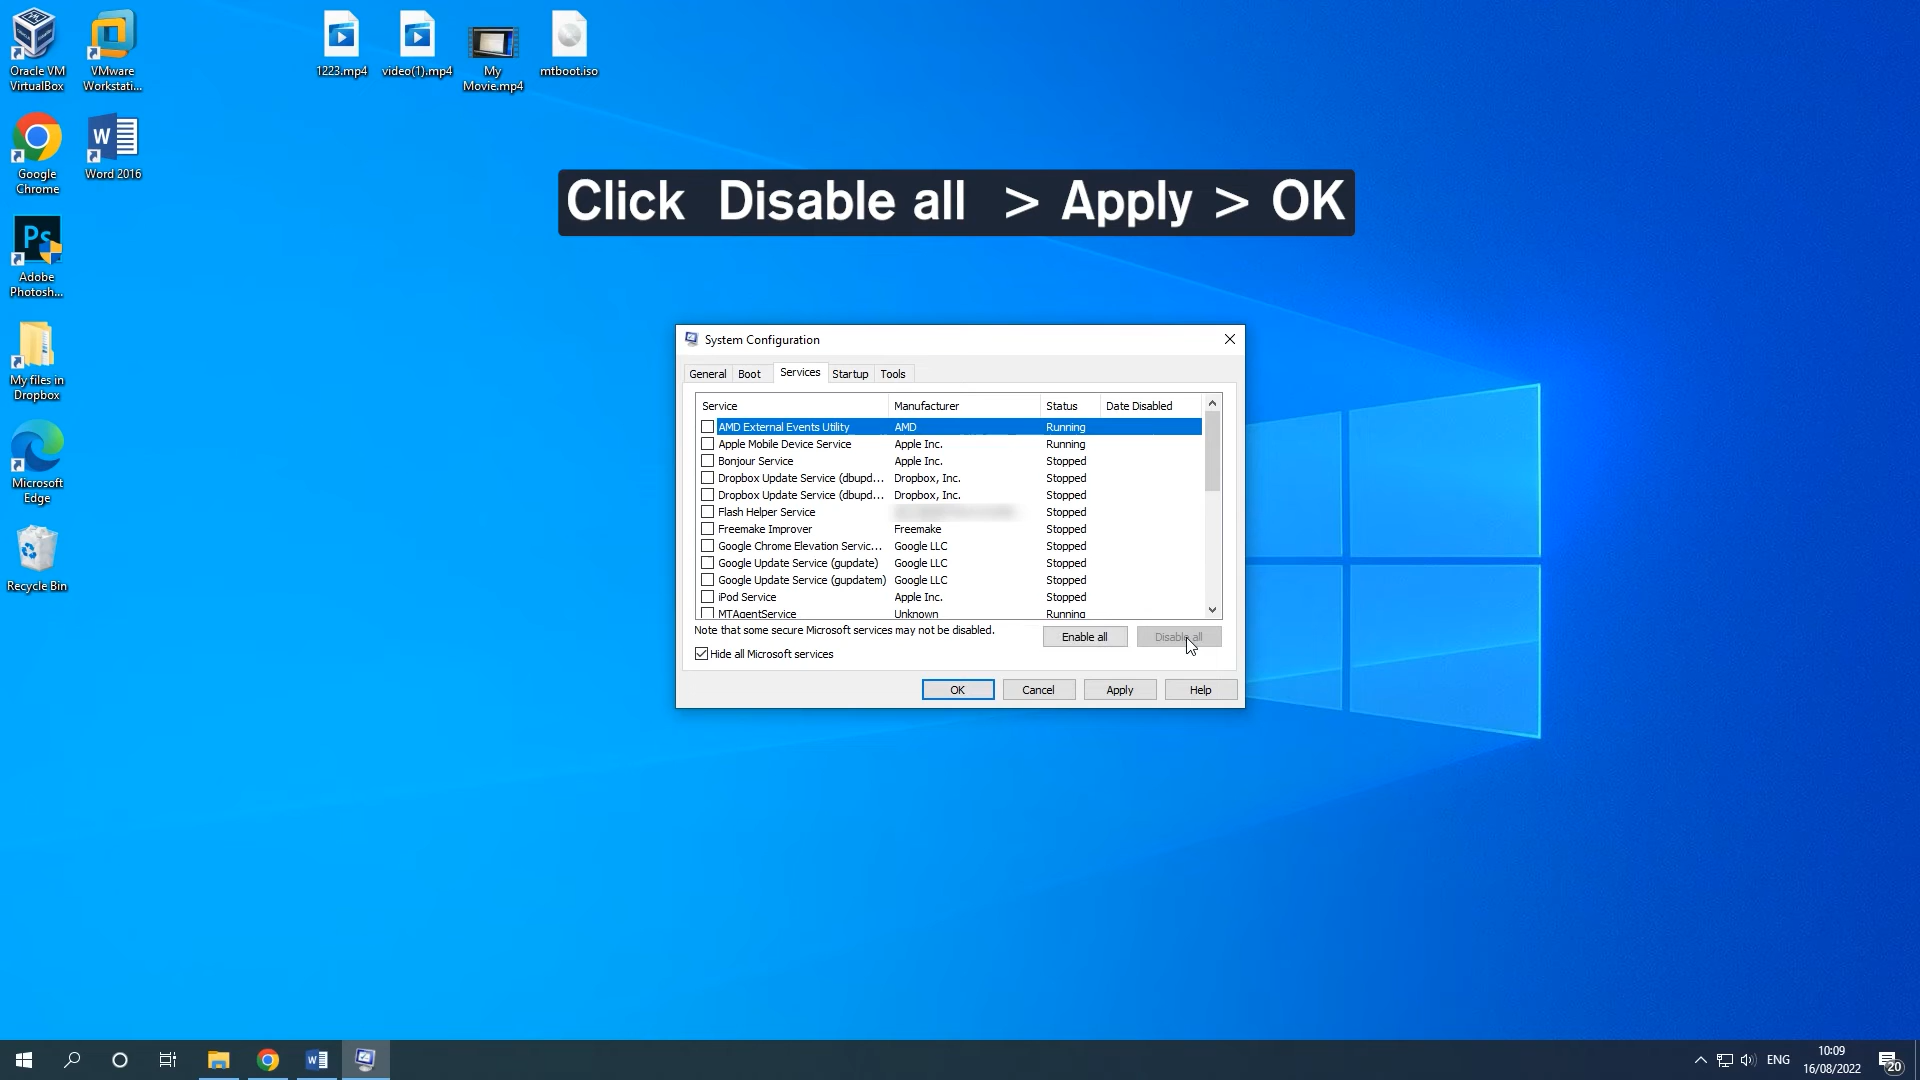 Oracle VM
VirtualBox
VMware
Workstati...
1223.mp4
video(1).mp4
My
Movie.mp4
mtboot.iso
Google
Chrome
Word 2016
Adobe
Photosh...
My files in
Dropbox
Microsoft
Edge
Recycle Bin
Click Disable all > Apply > OK
System Configuration
General Boot Services Startup Tools
Service Manufacturer Status Date Disabled
AMD External Events Utility AMD Running
Apple Mobile Device Service Apple Inc. Running
Bonjour Service Apple Inc. Stopped
Dropbox Update Service (dbupd... Dropbox, Inc. Stopped
Dropbox Update Service (dbupd... Dropbox, Inc. Stopped
Flash Helper Service Stopped
Freemake Improver Freemake Stopped
Google Chrome Elevation Servic... Google LLC Stopped
Google Update Service (gupdate) Google LLC Stopped
Google Update Service (gupdatem) Google LLC Stopped
iPod Service Apple Inc. Stopped
MTAgentService Unknown Running
Note that some secure Microsoft services may not be disabled.
Enable all Disable all
Hide all Microsoft services
OK Cancel Apply Help
ENG
10:09
16/08/2022
20